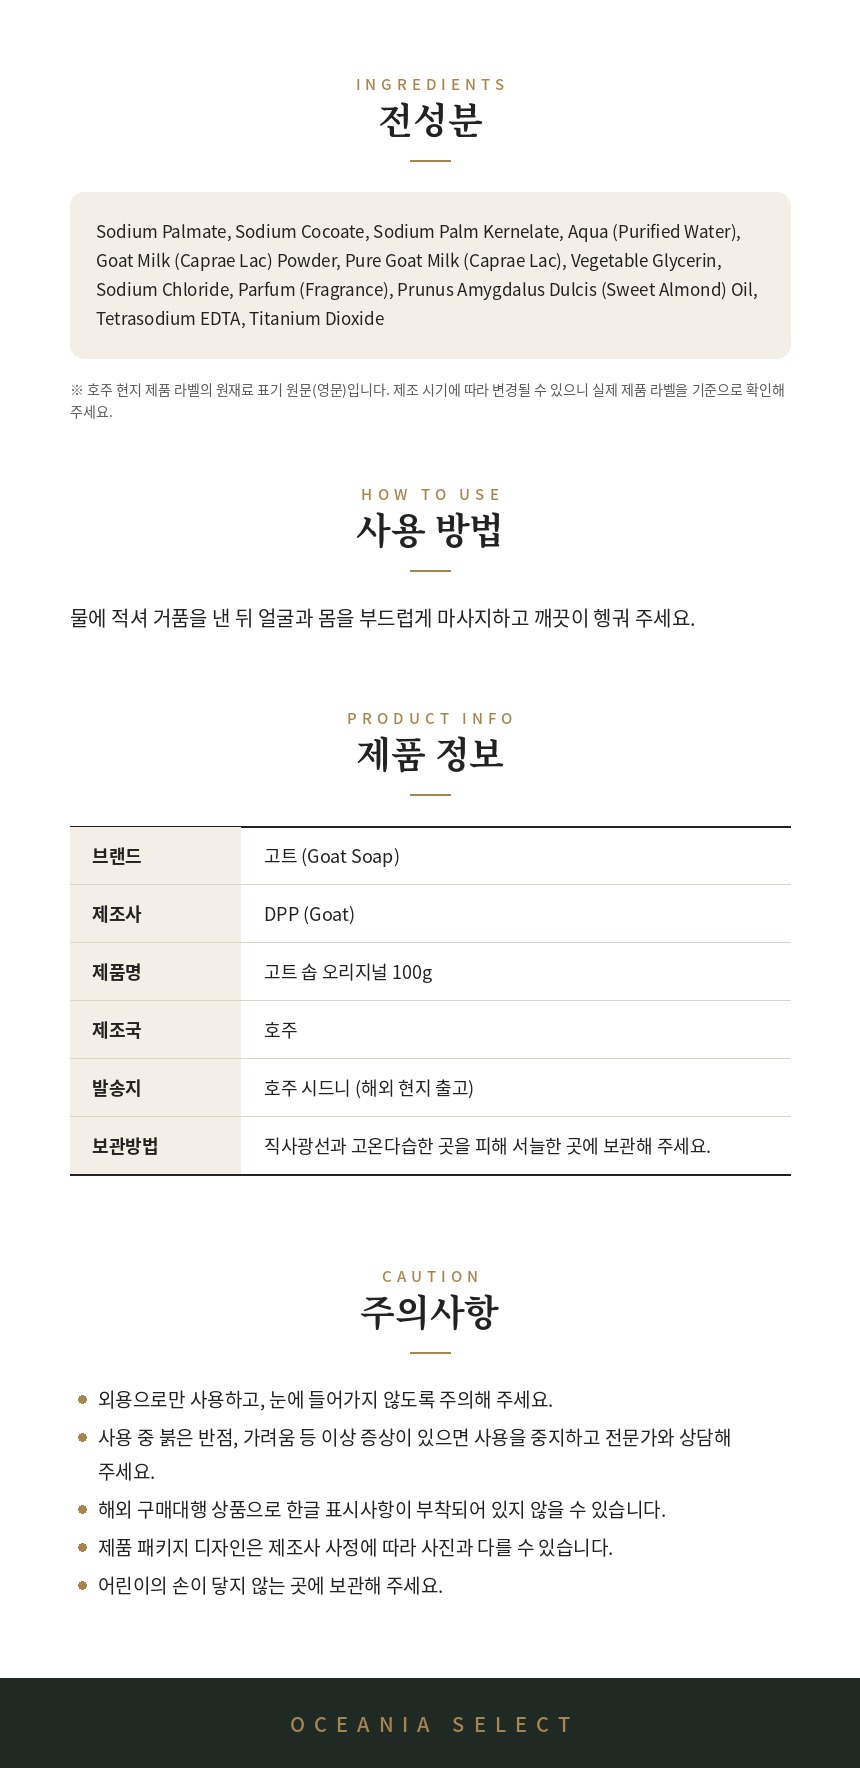 INGREDIENTS
전성분
Sodium Palmate, Sodium Cocoate, Sodium Palm Kernelate, Aqua (Purified Water),
Goat Milk (Caprae Lac) Powder, Pure Goat Milk (Caprae Lac), Vegetable Glycerin,
Sodium Chloride, Parfum (Fragrance), Prunus Amygdalus Dulcis (Sweet Almond) Oil,
Tetrasodium EDTA, Titanium Dioxide
※ 호주 현지 제품 라벨의 원재료 표기 원문(영문)입니다. 제조 시기에 따라 변경될 수 있으니 실제 제품 라벨을 기준으로 확인해
주세요.
HOW TO USE
사용 방법
물에 적셔 거품을 낸 뒤 얼굴과 몸을 부드럽게 마사지하고 깨끗이 헹궈 주세요.
PRODUCT INFO
제품 정보
브랜드 고트 (Goat Soap)
제조사 DPP (Goat)
제품명 고트 솝 오리지널 100g
제조국 호주
발송지 호주 시드니 (해외 현지 출고)
보관방법 직사광선과 고온다습한 곳을 피해 서늘한 곳에 보관해 주세요.
CAUTION
주의사항
외용으로만 사용하고, 눈에 들어가지 않도록 주의해 주세요.
사용 중 붉은 반점, 가려움 등 이상 증상이 있으면 사용을 중지하고 전문가와 상담해
주세요.
해외 구매대행 상품으로 한글 표시사항이 부착되어 있지 않을 수 있습니다.
제품 패키지 디자인은 제조사 사정에 따라 사진과 다를 수 있습니다.
어린이의 손이 닿지 않는 곳에 보관해 주세요.
OCEANIA SELECT